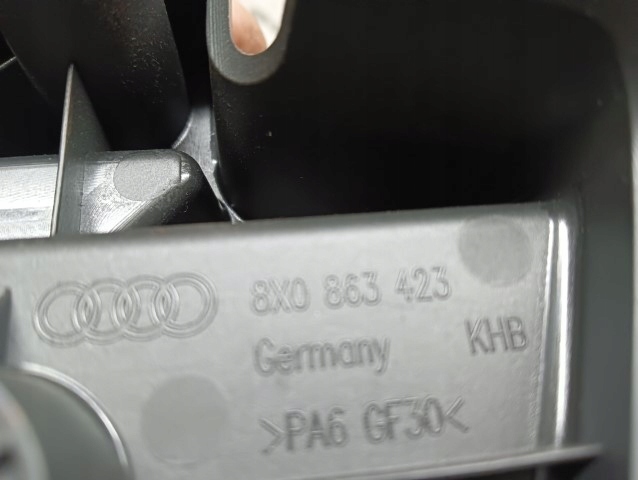 8X0 863 423
Germany KHB
>PA6 GF30<